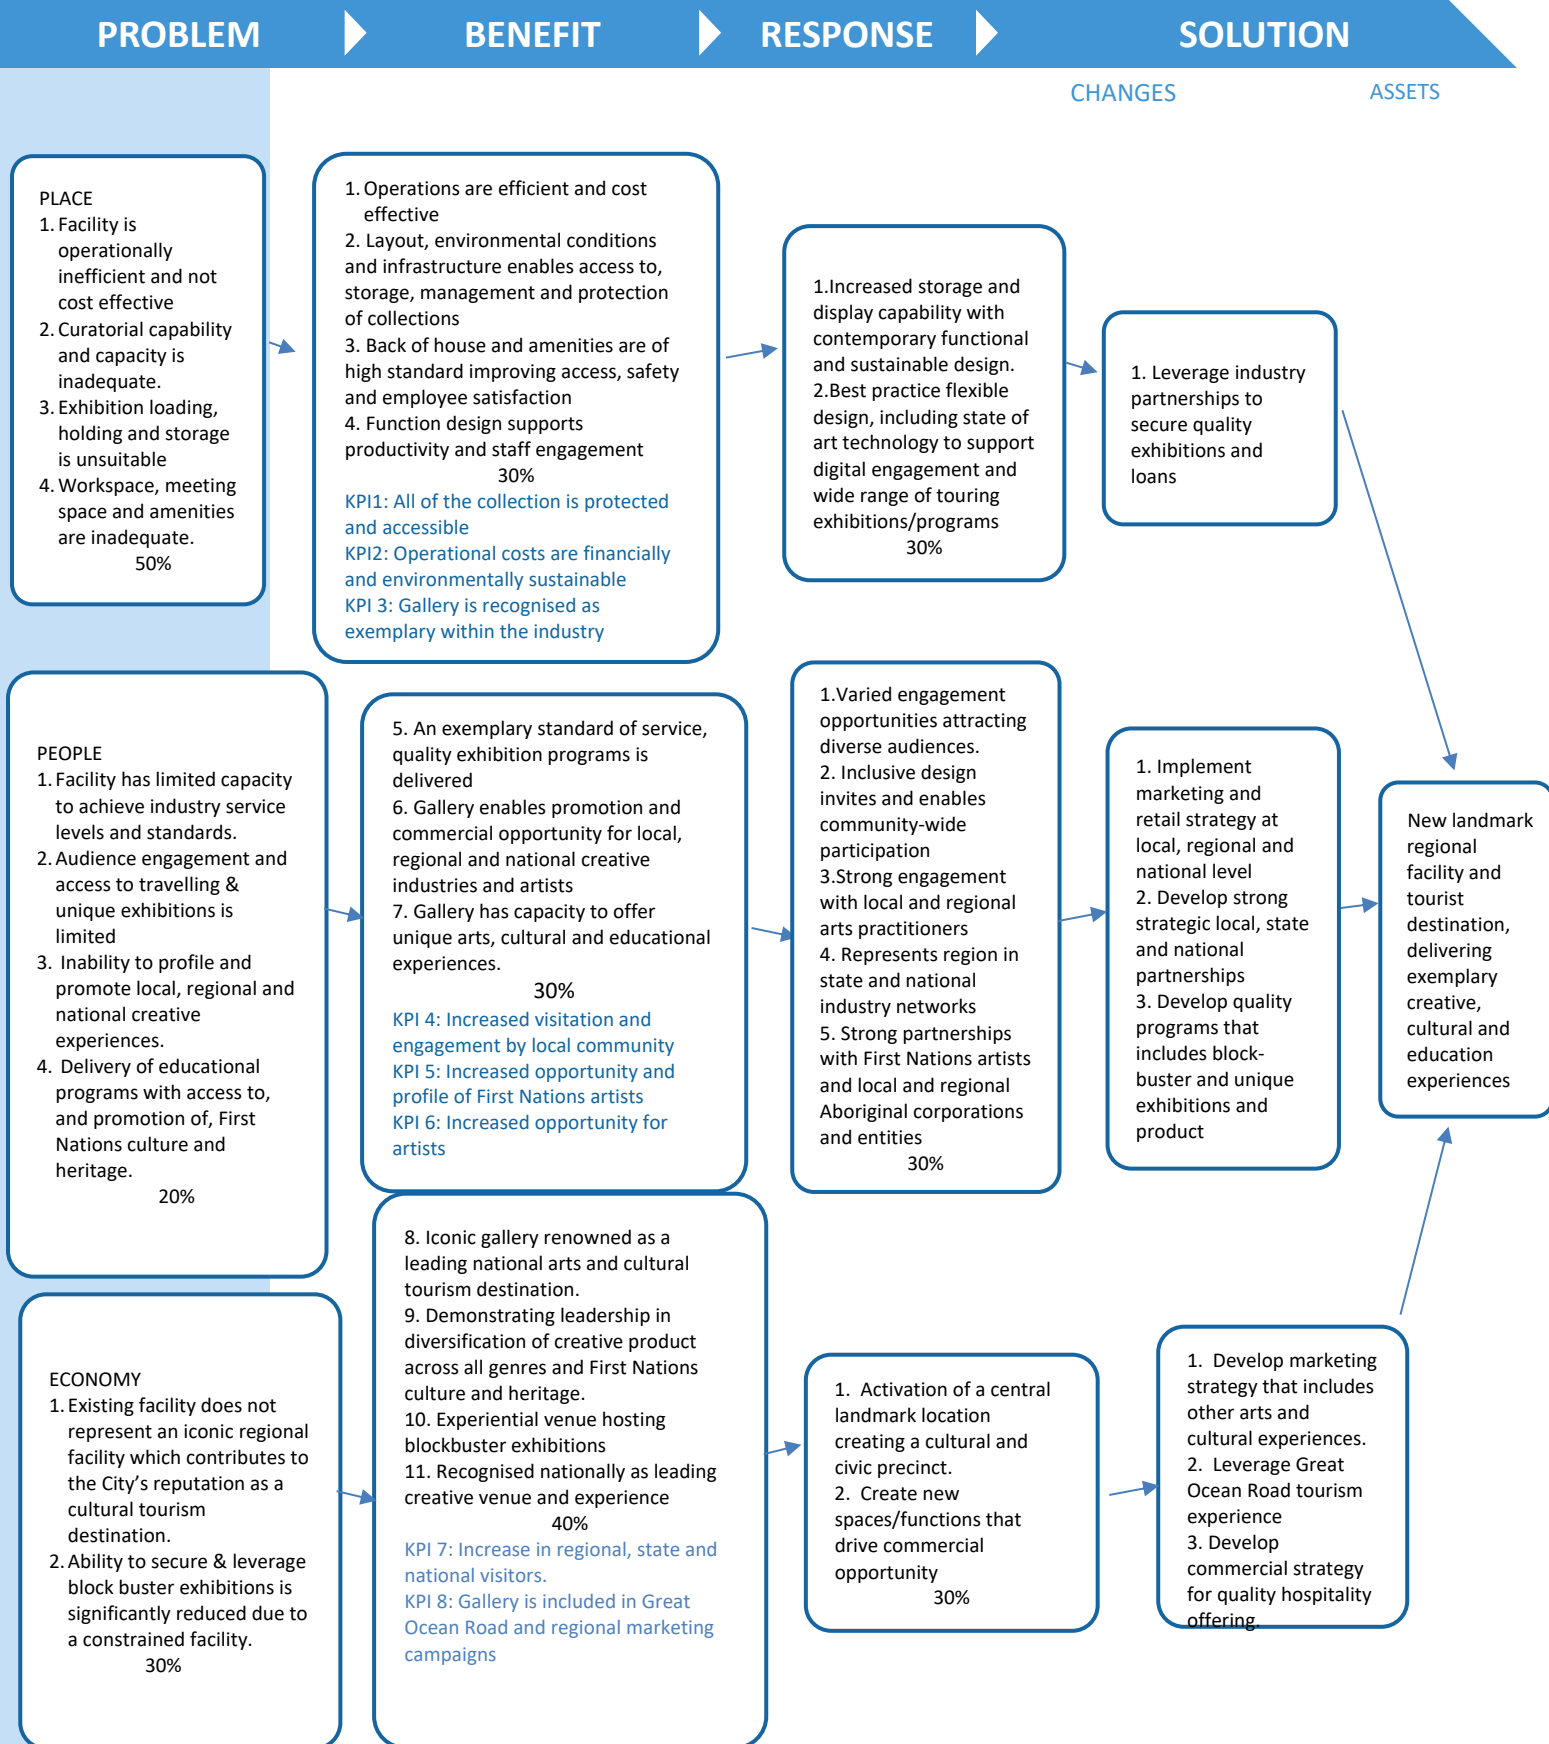 PROBLEM
BENEFIT
RESPONSE
SOLUTION
CHANGES
ASSETS
PLACE
1. Facility is
operationally
inefficient and not
cost effective
2. Curatorial capability
and capacity is
inadequate.
3. Exhibition loading,
holding and storage
is unsuitable
4. Workspace, meeting
space and amenities
are inadequate.
50%
1. Operations are efficient and cost
effective
2. Layout, environmental conditions
and infrastructure enables access to,
storage, management and protection
of collections
3. Back of house and amenities are of
high standard improving access, safety
and employee satisfaction
4. Function design supports
productivity and staff engagement
30%
KPI1: All of the collection is protected
and accessible
KPI2: Operational costs are financially
and environmentally sustainable
KPI 3: Gallery is recognised as
exemplary within the industry
1.Increased storage and
display capability with
contemporary functional
and sustainable design.
2.Best practice flexible
design, including state of
art technology to support
digital engagement and
wide range of touring
exhibitions/programs
30%
1. Leverage industry
partnerships to
secure quality
exhibitions and
loans
PEOPLE
1. Facility has limited capacity
to achieve industry service
levels and standards.
2. Audience engagement and
access to travelling &
unique exhibitions is
limited
3. Inability to profile and
promote local, regional and
national creative
experiences.
4. Delivery of educational
programs with access to,
and promotion of, First
Nations culture and
heritage.
20%
5. An exemplary standard of service,
quality exhibition programs is
delivered
6. Gallery enables promotion and
commercial opportunity for local,
regional and national creative
industries and artists
7. Gallery has capacity to offer
unique arts, cultural and educational
experiences.
30%
KPI 4: Increased visitation and
engagement by local community
KPI 5: Increased opportunity and
profile of First Nations artists
KPI 6: Increased opportunity for
artists
1.Varied engagement
opportunities attracting
diverse audiences.
2. Inclusive design
invites and enables
community-wide
participation
3.Strong engagement
with local and regional
arts practitioners
4. Represents region in
state and national
industry networks
5. Strong partnerships
with First Nations artists
and local and regional
Aboriginal corporations
and entities
30%
1. Implement
marketing and
retail strategy at
local, regional and
national level
2. Develop strong
strategic local, state
and national
partnerships
3. Develop quality
programs that
includes block-
buster and unique
exhibitions and
product
New landmark
regional
facility and
tourist
destination,
delivering
exemplary
creative,
cultural and
education
experiences
ECONOMY
1. Existing facility does not
represent an iconic regional
facility which contributes to
the City’s reputation as a
cultural tourism
destination.
2. Ability to secure & leverage
block buster exhibitions is
significantly reduced due to
a constrained facility.
30%
8. Iconic gallery renowned as a
leading national arts and cultural
tourism destination.
9. Demonstrating leadership in
diversification of creative product
across all genres and First Nations
culture and heritage.
10. Experiential venue hosting
blockbuster exhibitions
11. Recognised nationally as leading
creative venue and experience
40%
KPI 7: Increase in regional, state and
national visitors.
KPI 8: Gallery is included in Great
Ocean Road and regional marketing
campaigns
1. Activation of a central
landmark location
creating a cultural and
civic precinct.
2. Create new
spaces/functions that
drive commercial
opportunity
30%
1. Develop marketing
strategy that includes
other arts and
cultural experiences.
2. Leverage Great
Ocean Road tourism
experience
3. Develop
commercial strategy
for quality hospitality
offering.